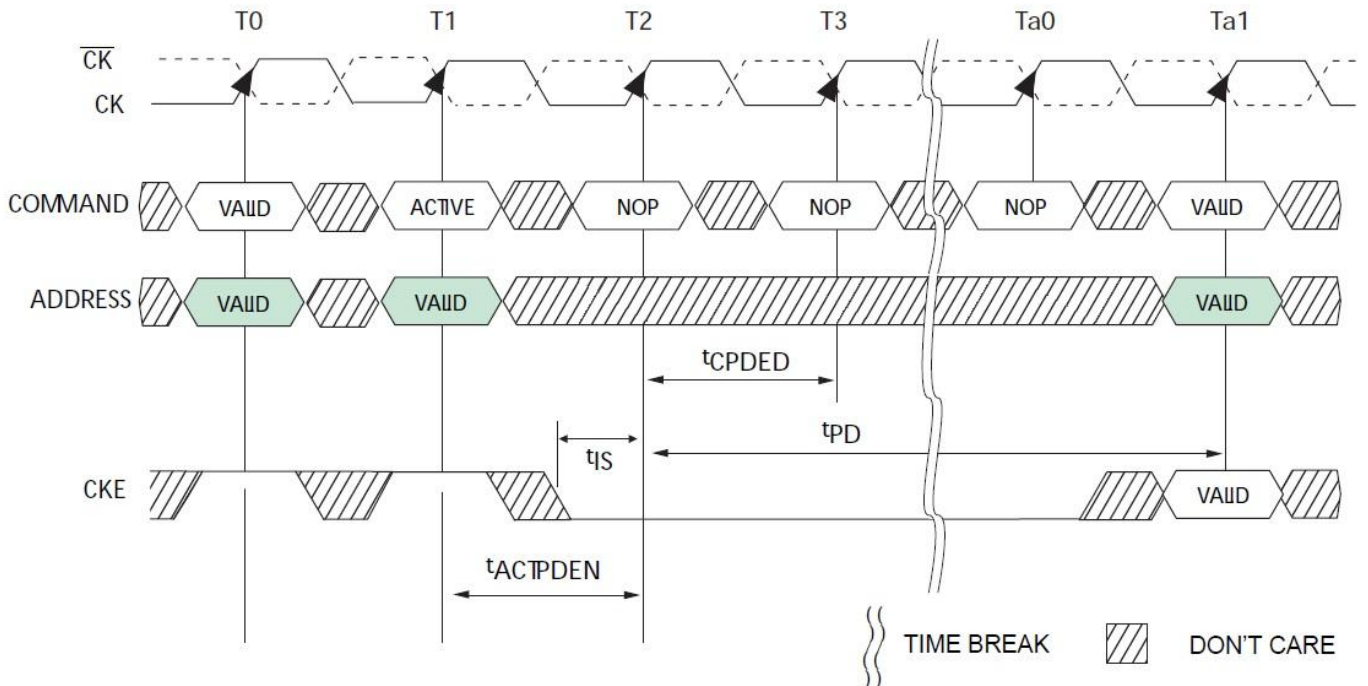 T0 T1 T2 T3 Ta0 Ta1
CK
CK
COMMAND VALID ACTIVE NOP NOP NOP VALID
ADDRESS VALID VALID VALID
tCPDED
tIS tPD
CKE VALID
tACTPDEN
TIME BREAK DON'T CARE